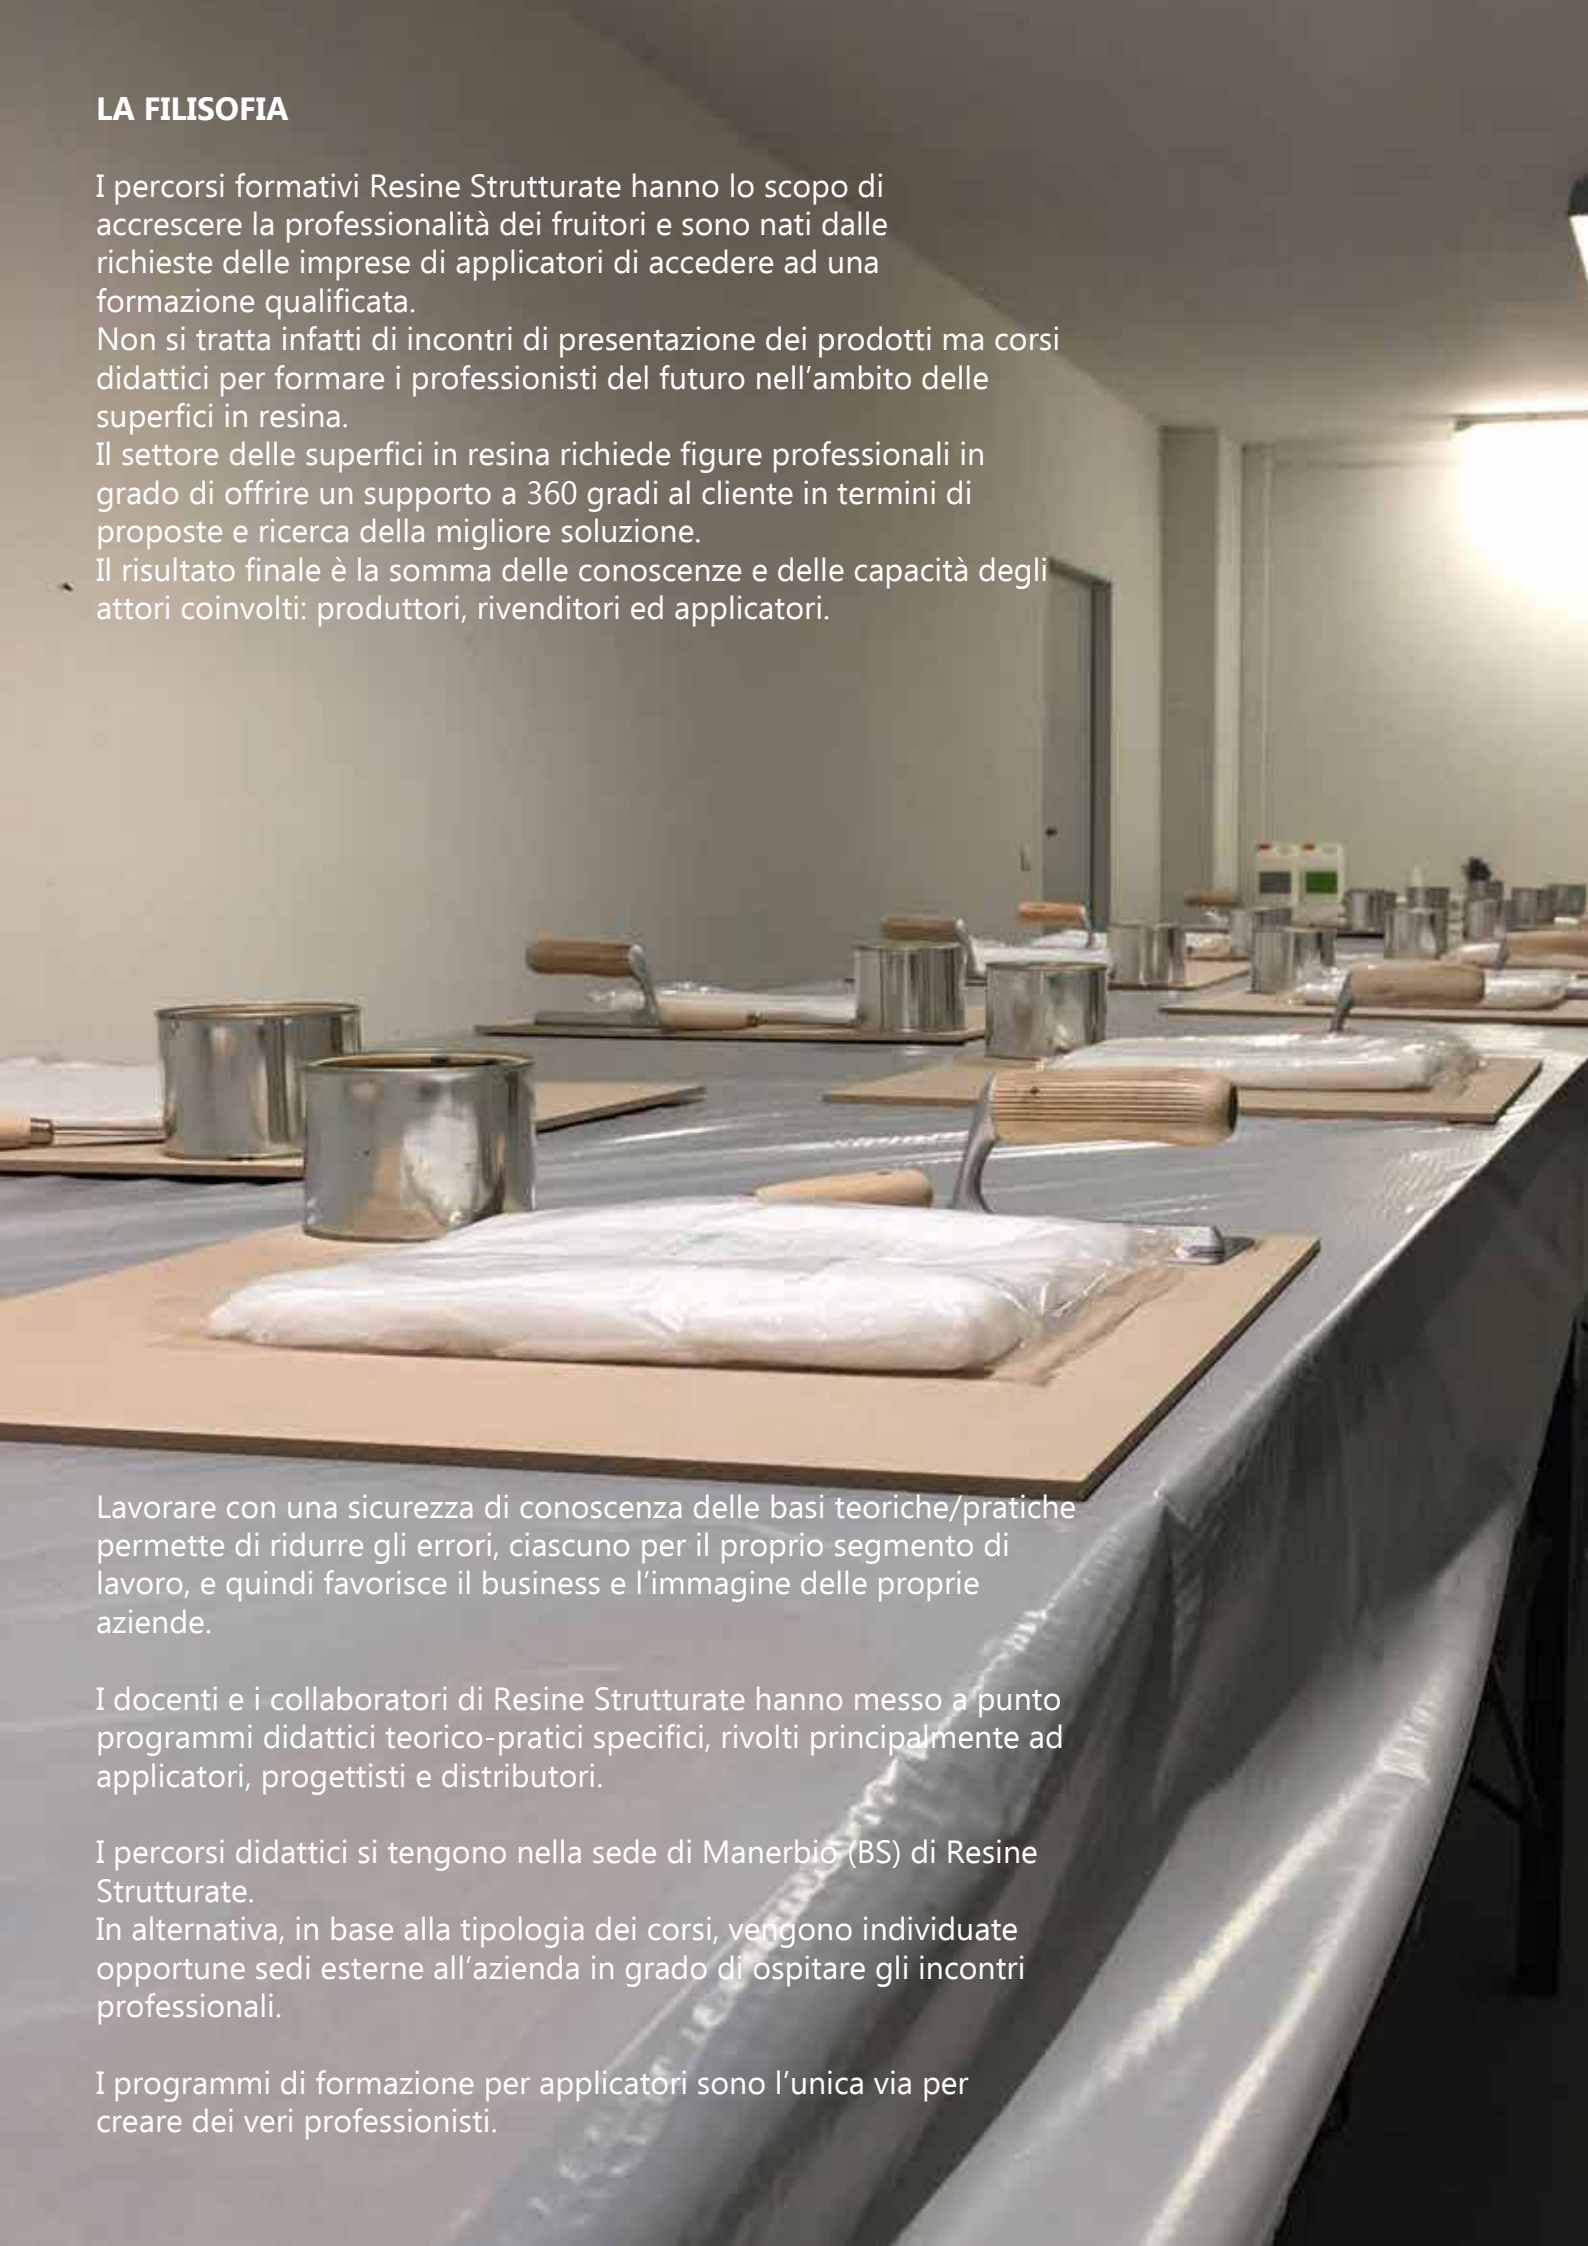 LA FILISOFIA
I percorsi formativi Resine Strutturate hanno lo scopo di
accrescere la professionalità dei fruitori e sono nati dalle
richieste delle imprese di applicatori di accedere ad una
formazione qualificata.
Non si tratta infatti di incontri di presentazione dei prodotti ma corsi
didattici per formare i professionisti del futuro nell'ambito delle
superfici in resina.
Il settore delle superfici in resina richiede figure professionali in
grado di offrire un supporto a 360 gradi al cliente in termini di
proposte e ricerca della migliore soluzione.
Il risultato finale è la somma delle conoscenze e delle capacità degli
attori coinvolti: produttori, rivenditori ed applicatori.
Lavorare con una sicurezza di conoscenza delle basi teoriche/pratiche
permette di ridurre gli errori, ciascuno per il proprio segmento di
lavoro, e quindi favorisce il business e l'immagine delle proprie
aziende.
I docenti e i collaboratori di Resine Strutturate hanno messo a punto
programmi didattici teorico-pratici specifici, rivolti principalmente ad
applicatori, progettisti e distributori.
I percorsi didattici si tengono nella sede di Manerbio (BS) di Resine
Strutturate.
In alternativa, in base alla tipologia dei corsi, vengono individuate
opportune sedi esterne all'azienda in grado di ospitare gli incontri
professionali.
I programmi di formazione per applicatori sono l'unica via per
creare dei veri professionisti.